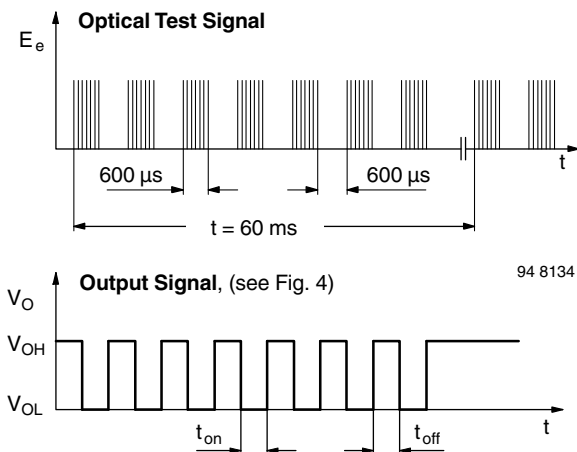 Optical Test Signal
E e
t
600 µs
600 µs
t = 60 ms
94 8134
Output Signal, (see Fig. 4)
V O
V OH
V OL
t on
t off
t